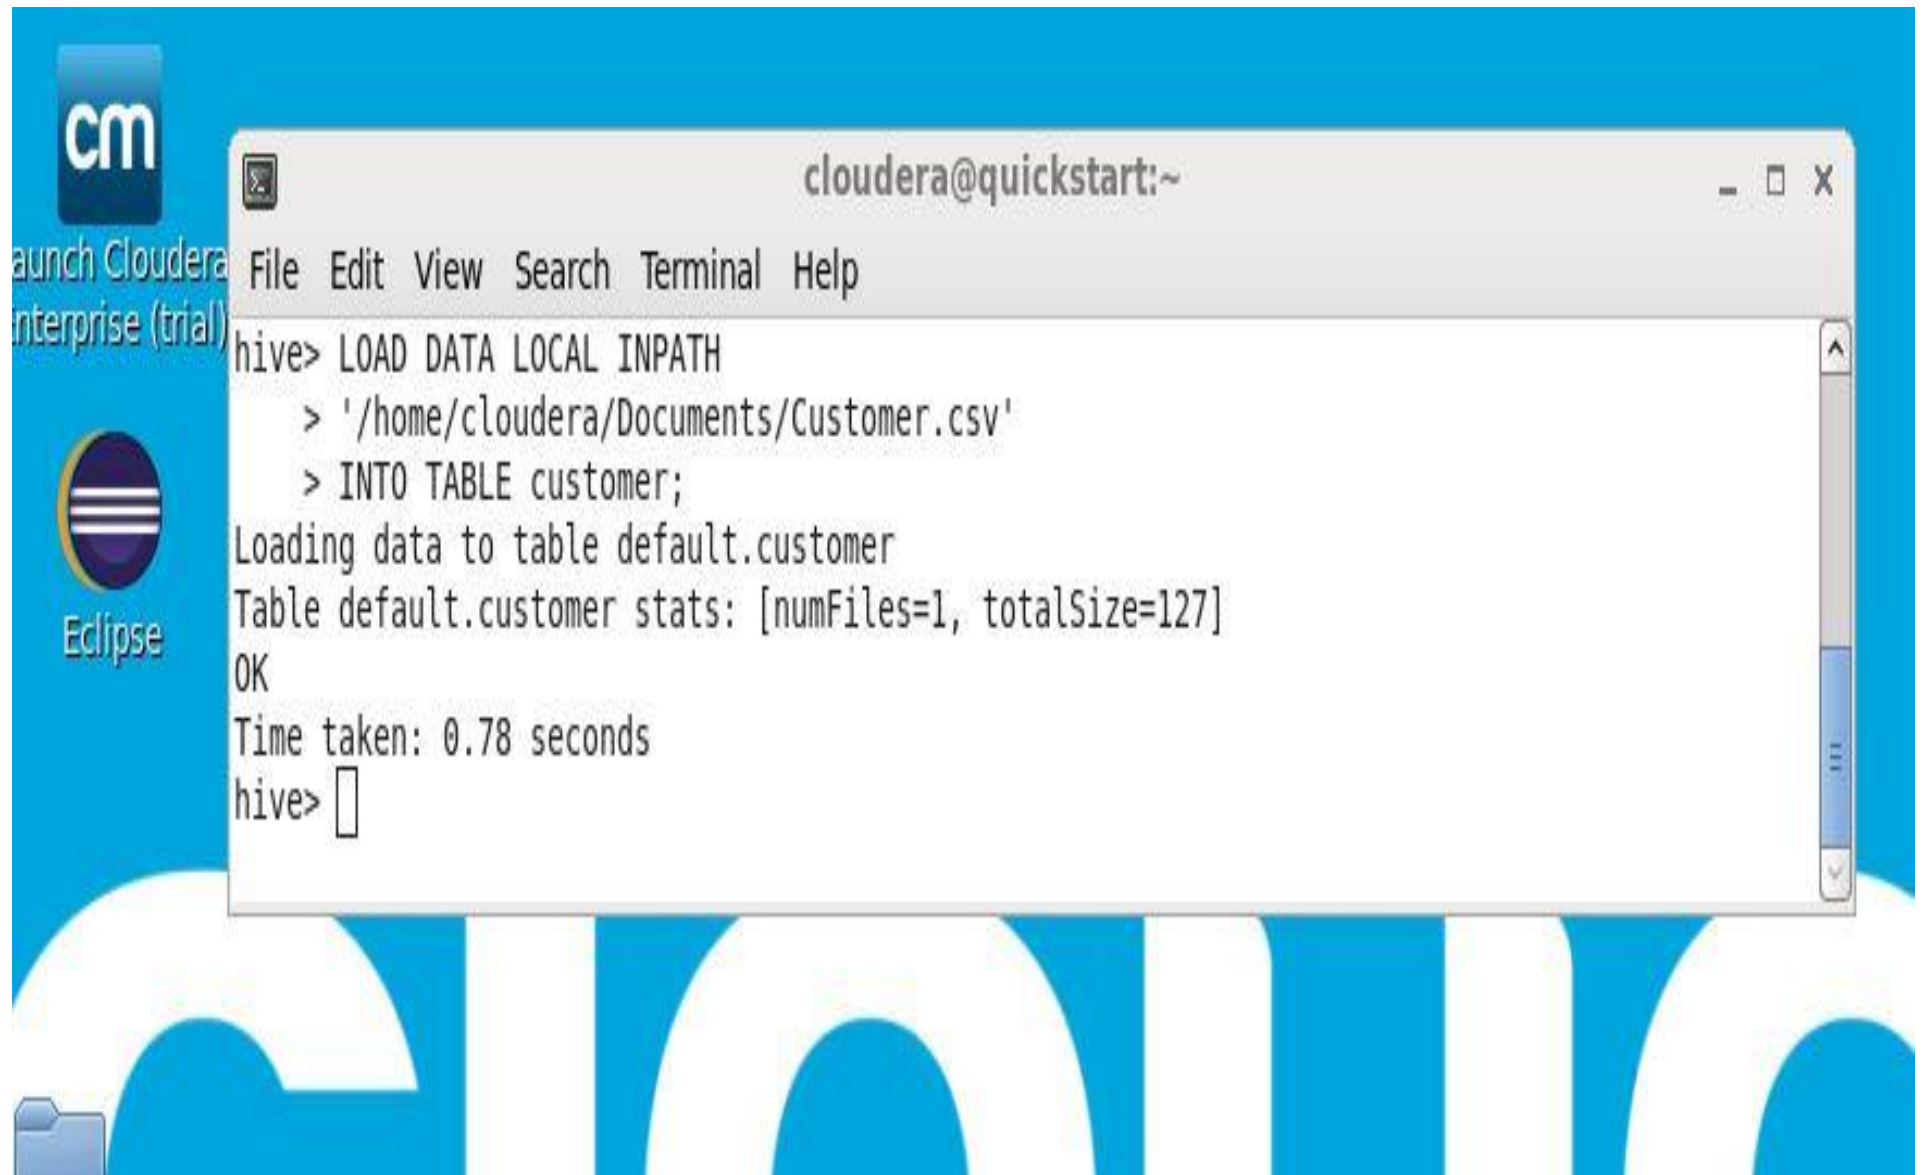 cm
aunch Cloudera
nterprise (trial)
Eclipse
cloudera@quickstart:~
File Edit View Search Terminal Help
hive> LOAD DATA LOCAL INPATH
    > '/home/cloudera/Documents/Customer.csv'
    > INTO TABLE customer;
Loading data to table default.customer
Table default.customer stats: [numFiles=1, totalSize=127]
OK
Time taken: 0.78 seconds
hive>